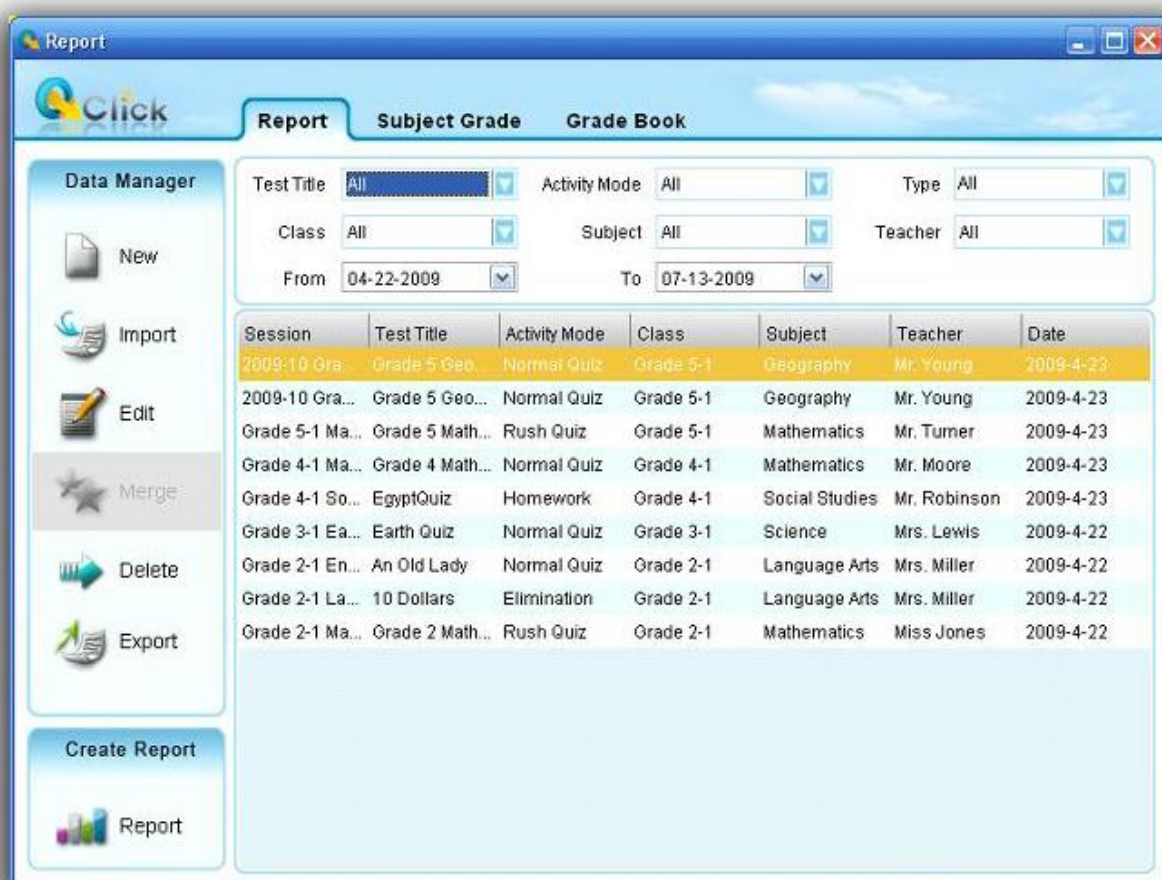 Report
QClick
Report Subject Grade Grade Book
Data Manager
New
Import
Edit
Merge
Delete
Export
Create Report
Report
Test Title All Activity Mode All Type All
Class All Subject All Teacher All
From 04-22-2009 To 07-13-2009
Session Test Title Activity Mode Class Subject Teacher Date
2009-10 Gra... Grade 5 Geo... Normal Quiz Grade 5-1 Geography Mr. Young 2009-4-23
2009-10 Gra... Grade 5 Geo... Normal Quiz Grade 5-1 Geography Mr. Young 2009-4-23
Grade 5-1 Ma... Grade 5 Math... Rush Quiz Grade 5-1 Mathematics Mr. Turner 2009-4-23
Grade 4-1 Ma... Grade 4 Math... Normal Quiz Grade 4-1 Mathematics Mr. Moore 2009-4-23
Grade 4-1 So... EgyptQuiz Homework Grade 4-1 Social Studies Mr. Robinson 2009-4-23
Grade 3-1 Ea... Earth Quiz Normal Quiz Grade 3-1 Science Mrs. Lewis 2009-4-22
Grade 2-1 En... An Old Lady Normal Quiz Grade 2-1 Language Arts Mrs. Miller 2009-4-22
Grade 2-1 La... 10 Dollars Elimination Grade 2-1 Language Arts Mrs. Miller 2009-4-22
Grade 2-1 Ma... Grade 2 Math... Rush Quiz Grade 2-1 Mathematics Miss Jones 2009-4-22